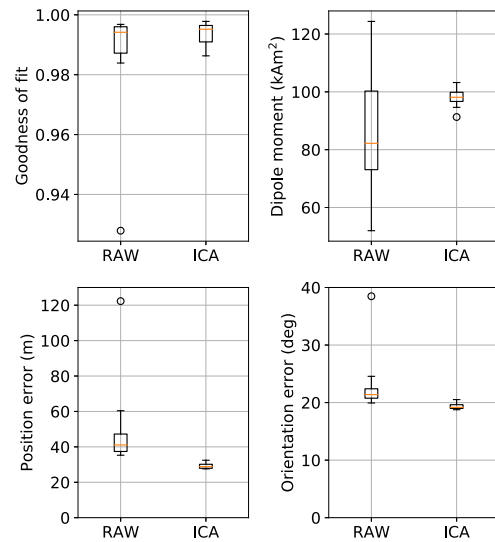 Goodness of fit
1.00
0.98
0.96
0.94
RAW
ICA
Dipole moment (kAm²)
120
100
80
60
RAW
ICA
Position error (m)
120
100
80
60
40
20
0
RAW
ICA
Orientation error (deg)
40
30
20
10
0
RAW
ICA